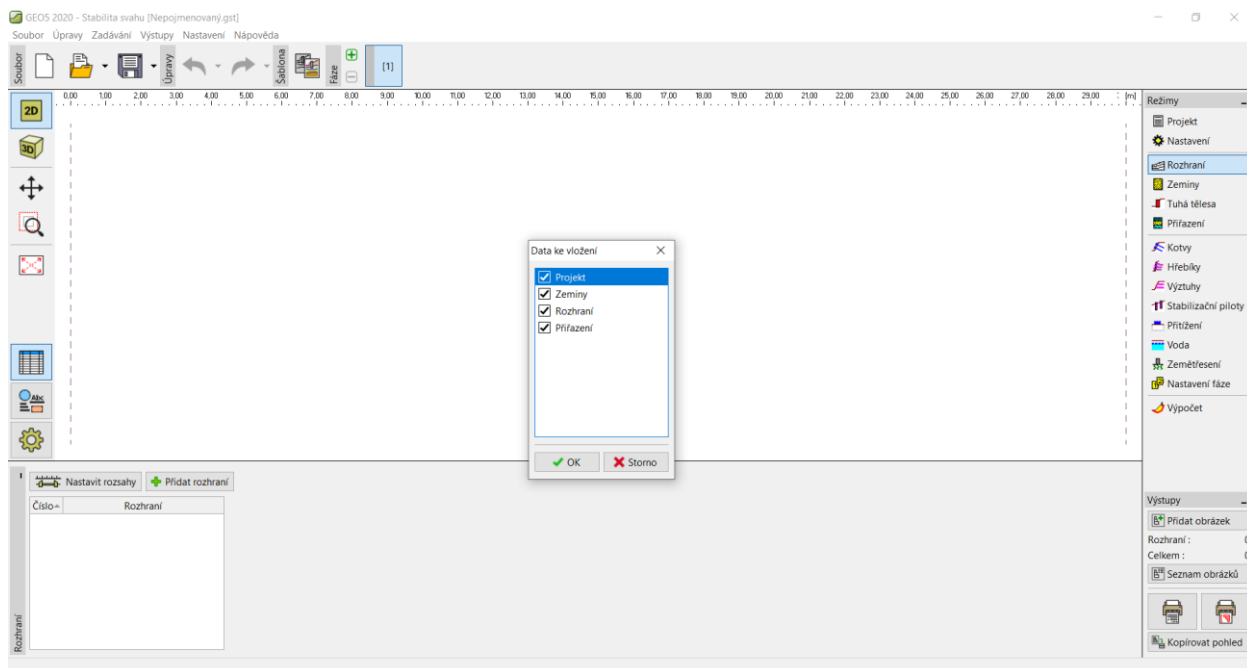 GEO5 2020 - Stabilita svahu [Nepojmenovaný.gst]
Soubor Úpravy Zadávání Výstupy Nastavení Nápověda
Soubor
Úpravy
Šablona
Fáze
[1]
0,00 1,00 2,00 3,00 4,00 5,00 6,00 7,00 8,00 9,00 10,00 11,00 12,00 13,00 14,00 15,00 16,00 17,00 18,00 19,00 20,00 21,00 22,00 23,00 24,00 25,00 26,00 27,00 28,00 29,00 [m]
2D
3D
Abc
Data ke vložení
Projekt
Zeminy
Rozhraní
Přiřazení
OK Storno
Režimy
Projekt
Nastavení
Rozhraní
Zeminy
Tuhá tělesa
Přiřazení
Kotvy
Hřebíky
Výztuhy
Stabilizační piloty
Přitížení
Voda
Zemětřesení
Nastavení fáze
Výpočet
Nastavit rozsahy Přidat rozhraní
Číslo Rozhraní
Rozhraní
Výstupy
Přidat obrázek
Rozhraní :
Celkem :
Seznam obrázků
Kopírovat pohled